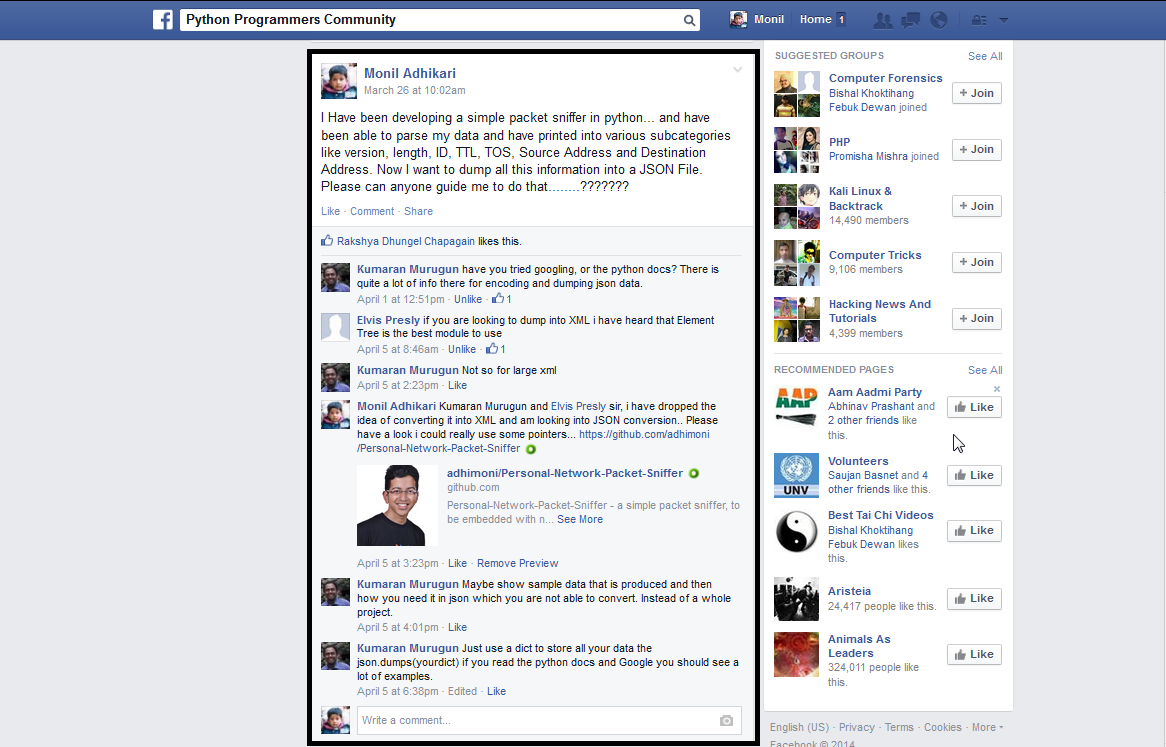 Python Programmers Community
Monil
Home 1
Monil Adhikari
March 26 at 10:02am
I Have been developing a simple packet sniffer in python... and have
been able to parse my data and have printed into various subcategories
like version, length, ID, TTL, TOS, Source Address and Destination
Address. Now I want to dump all this information into a JSON File.
Please can anyone guide me to do that........???????
Like · Comment · Share
Rakshya Dhungel Chapagain likes this.
Kumaran Murugun have you tried googling, or the python docs? There is
quite a lot of info there for encoding and dumping json data.
April 1 at 12:51pm · Unlike · 1
Elvis Presly if you are looking to dump into XML i have heard that Element
Tree is the best module to use
April 5 at 8:46am · Unlike · 1
Kumaran Murugun Not so for large xml
April 5 at 2:23pm · Like
Monil Adhikari Kumaran Murugun and Elvis Presly sir, i have dropped the
idea of converting it into XML and am looking into JSON conversion.. Please
have a look i could really use some pointers... https://github.com/adhimoni
/Personal-Network-Packet-Sniffer
adhimoni/Personal-Network-Packet-Sniffer
github.com
Personal-Network-Packet-Sniffer - a simple packet sniffer, to
be embedded with n... See More
April 5 at 3:23pm · Like · Remove Preview
Kumaran Murugun Maybe show sample data that is produced and then
how you need it in json which you are not able to convert. Instead of a whole
project.
April 5 at 4:01pm · Like
Kumaran Murugun Just use a dict to store all your data the
json.dumps(yourdict) if you read the python docs and Google you should see a
lot of examples.
April 5 at 6:38pm · Edited · Like
Write a comment...
SUGGESTED GROUPS
See All
Computer Forensics
Bishal Khoktihang
Febuk Dewan joined
+ Join
PHP
Promisha Mishra joined
+ Join
Kali Linux &
Backtrack
14,490 members
+ Join
Computer Tricks
9,106 members
+ Join
Hacking News And
Tutorials
4,399 members
+ Join
RECOMMENDED PAGES
See All
AAP
Aam Aadmi Party
Abhinav Prashant and
2 other friends like
this.
Like
UNV
Volunteers
Saujan Basnet and 4
other friends like this.
Like
Best Tai Chi Videos
Bishal Khoktihang
Febuk Dewan likes
this.
Like
Aristeia
24,417 people like this.
Like
Animals As
Leaders
324,011 people like
this.
Like
English (US) · Privacy · Terms · Cookies · More
Facebook © 2014